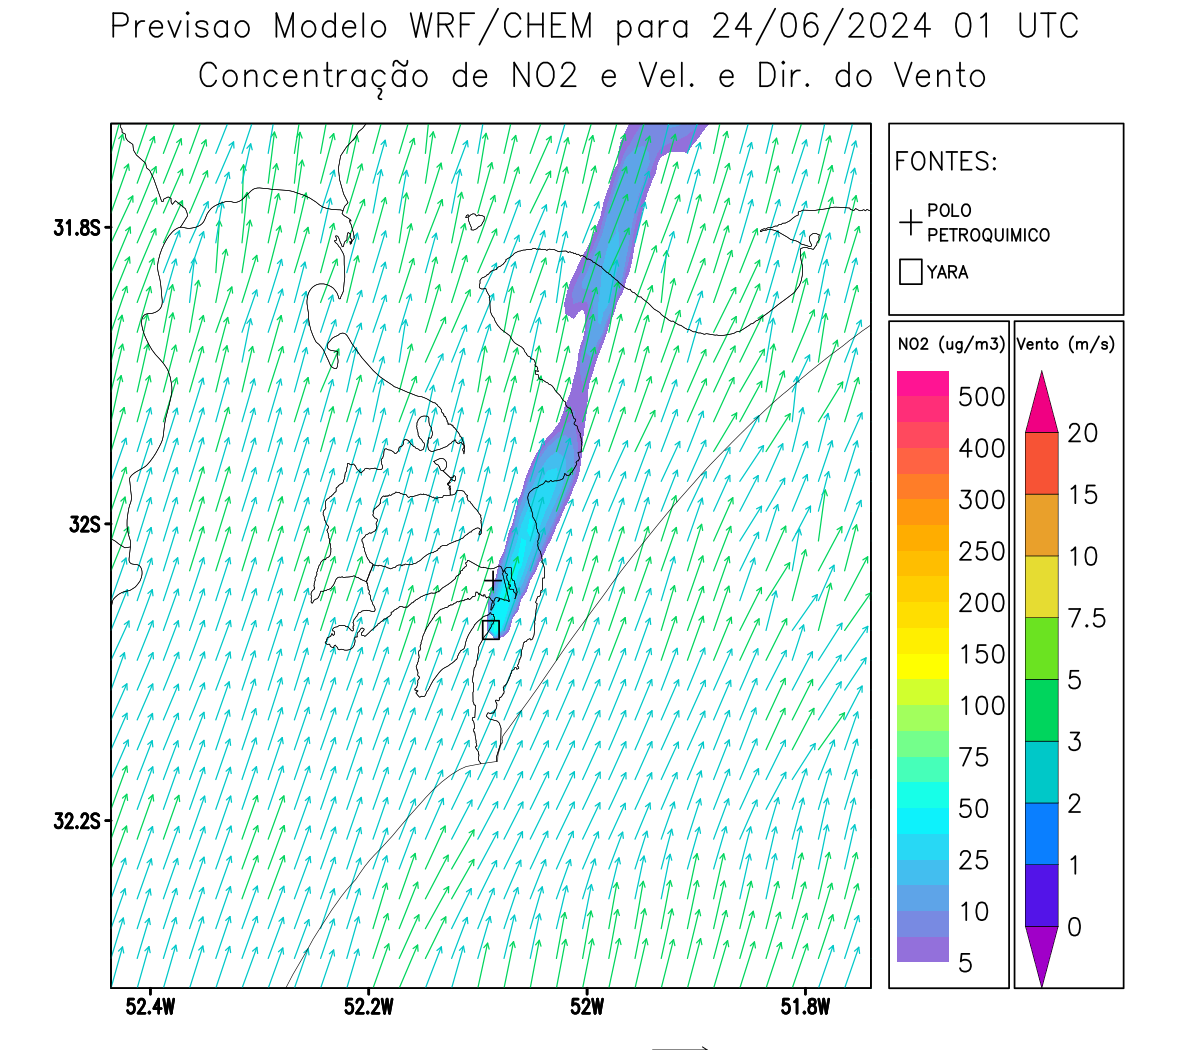 Previsao Modelo WRF/CHEM para 24/06/2024 01 UTC
Concentração de NO2 e Vel. e Dir. do Vento
FONTES:
POLO
PETROQUIMICO
YARA
NO2 (ug/m3)
500
400
300
250
200
150
100
75
50
25
10
5
Vento (m/s)
20
15
10
7.5
5
3
2
1
0
31.8S
32S
32.2S
52.4W
52.2W
52W
51.8W